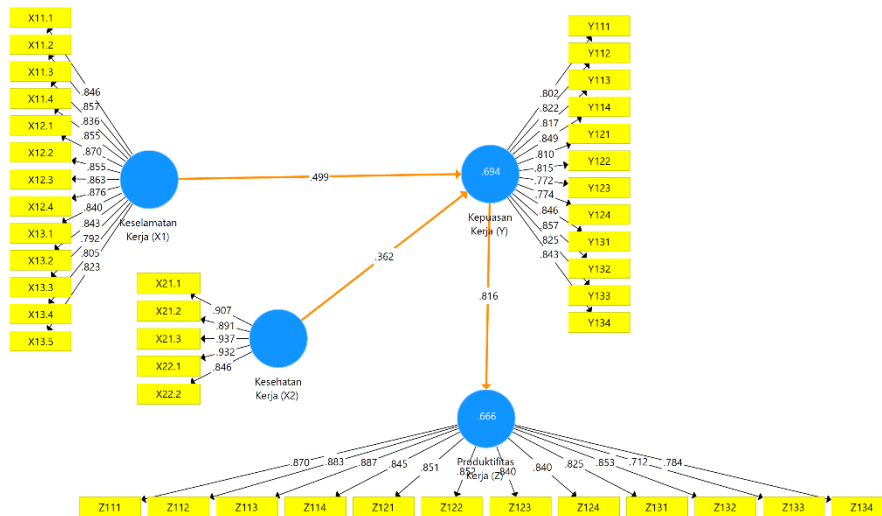 X11.1
X11.2
X11.3
X11.4
X12.1
X12.2
X12.3
X12.4
X13.1
X13.2
X13.3
X13.4
X13.5
.846
.857
.836
.855
.870
.855
.863
.876
.840
.843
.792
.805
.823
Keselamatan
Kerja (X1)
.499
X21.1
X21.2
X21.3
X22.1
X22.2
.907
.891
.937
.932
.846
Kesehatan
Kerja (X2)
.362
.694
Kepuasan
Kerja (Y)
.802
.822
.817
.849
.810
.815
.772
.774
.846
.857
.825
.843
Y111
Y112
Y113
Y114
Y121
Y122
Y123
Y124
Y131
Y132
Y133
Y134
.816
.666
Produktifitas
Kerja (Z)
.870
.883
.887
.845
.851
.852
.840
.840
.825
.853
.712
.784
Z111
Z112
Z113
Z114
Z121
Z122
Z123
Z124
Z131
Z132
Z133
Z134